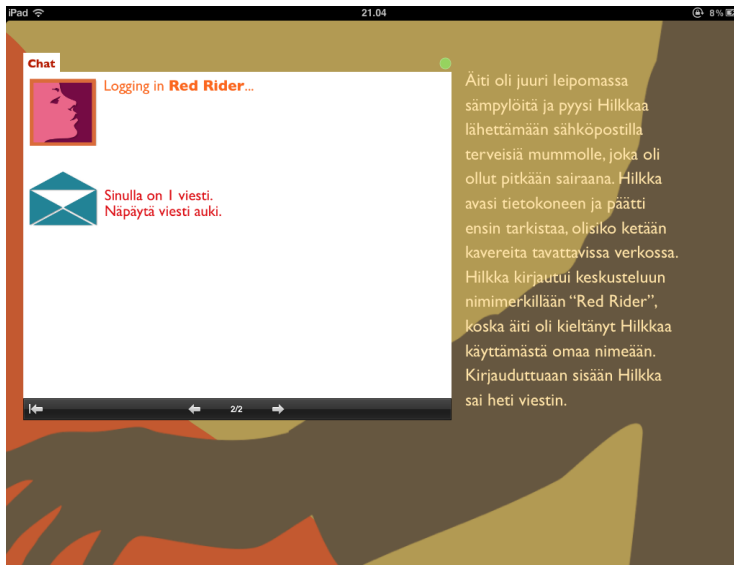 iPad
21.04
8%
Chat
Logging in Red Rider...
Sinulla on 1 viesti.
Näpäytä viesti auki.
2/2
Äiti oli juuri leipomassa
sämpylöitä ja pyysi Hilkkaa
lähettämään sähköpostilla
terveisiä mummolle, joka oli
ollut pitkään sairaana. Hilkka
avasi tietokoneen ja päätti
ensin tarkistaa, olisiko ketään
kavereita tavattavissa verkossa.
Hilkka kirjautui keskusteluun
nimimerkillään “Red Rider”,
koska äiti oli kieltänyt Hilkkaa
käyttämästä omaa nimeään.
Kirjauduttuaan sisään Hilkka
sai heti viestin.